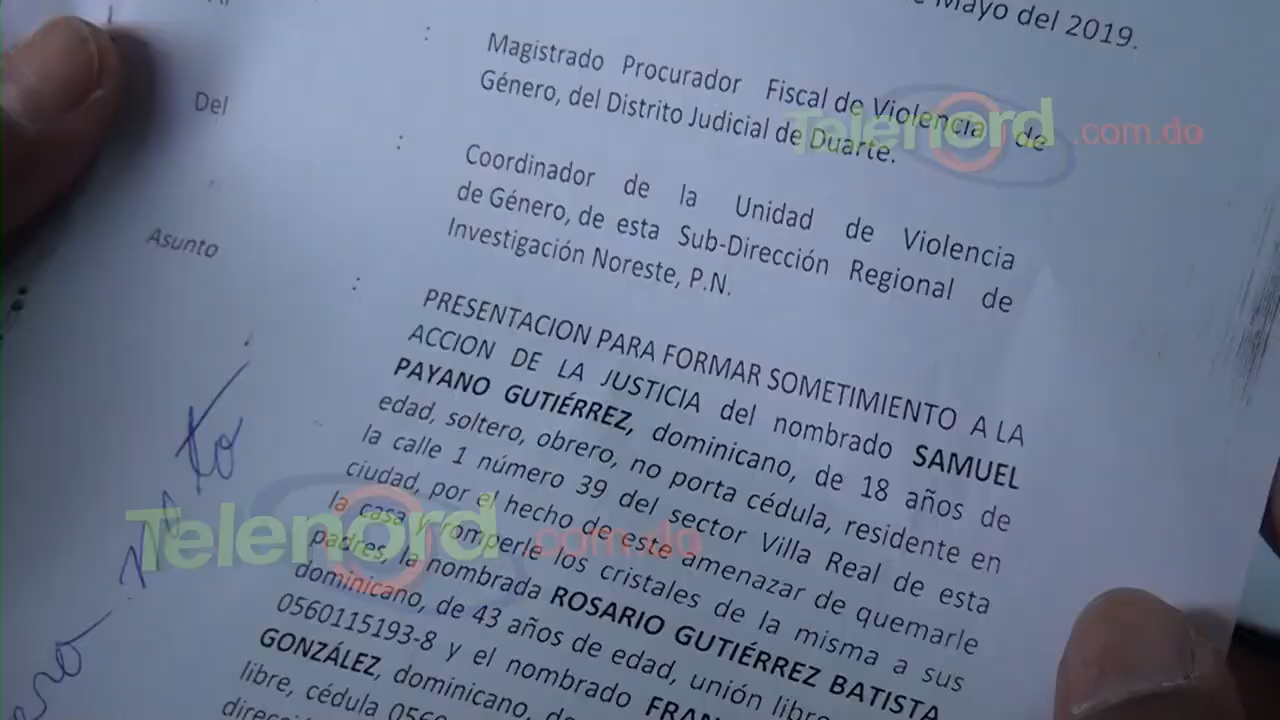 Mayo del 2019.
:
Magistrado Procurador Fiscal de Violencia de
Género, del Distrito Judicial de Duarte.
Telenord.com.do
Del
:
Coordinador de la Unidad de Violencia
de Género, de esta Sub-Dirección Regional de
Investigación Noreste, P.N.
Asunto
:
PRESENTACION PARA FORMAR SOMETIMIENTO A LA
ACCION DE LA JUSTICIA del nombrado SAMUEL
PAYANO GUTIÉRREZ, dominicano, de 18 años de
edad, soltero, obrero, no porta cédula, residente en
la calle 1 número 39 del sector Villa Real de esta
ciudad, por el hecho de este amenazar de quemarle
la casa y romperle los cristales de la misma a sus
padres, la nombrada ROSARIO GUTIÉRREZ BATISTA
dominicano, de 43 años de edad, unión libre
0560115193-8 y el nombrado FRAN
GONZÁLEZ, dominicano, de
libre, cédula 056
dirección
Telenord.com.do